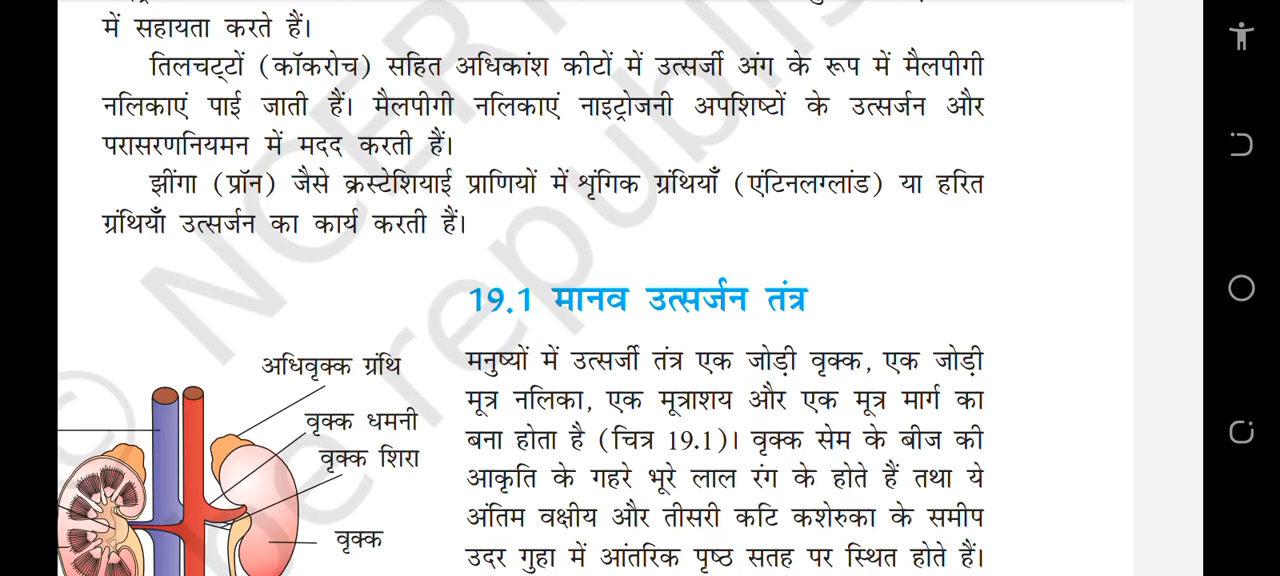 में सहायता करते हैं।
तिलचट्टों (कॉकरोच) सहित अधिकांश कीटों में उत्सर्जी अंग के रूप में मैलपीगी
नलिकाएं पाई जाती हैं। मैलपीगी नलिकाएं नाइट्रोजनी अपशिष्टों के उत्सर्जन और
परासरणनियमन में मदद करती हैं।
झींगा (प्रॉन) जैसे क्रस्टेशियाई प्राणियों में शृंगिक ग्रंथियाँ (एंटिनलग्लांड) या हरित
ग्रंथियाँ उत्सर्जन का कार्य करती हैं।
19.1 मानव उत्सर्जन तंत्र
अधिवृक्क ग्रंथि
वृक्क धमनी
वृक्क शिरा
वृक्क
मनुष्यों में उत्सर्जी तंत्र एक जोड़ी वृक्क, एक जोड़ी
मूत्र नलिका, एक मूत्राशय और एक मूत्र मार्ग का
बना होता है (चित्र 19.1)। वृक्क सेम के बीज की
आकृति के गहरे भूरे लाल रंग के होते हैं तथा ये
अंतिम वक्षीय और तीसरी कटि कशेरुका के समीप
उदर गुहा में आंतरिक पृष्ठ सतह पर स्थित होते हैं।
© NCERT
be republis